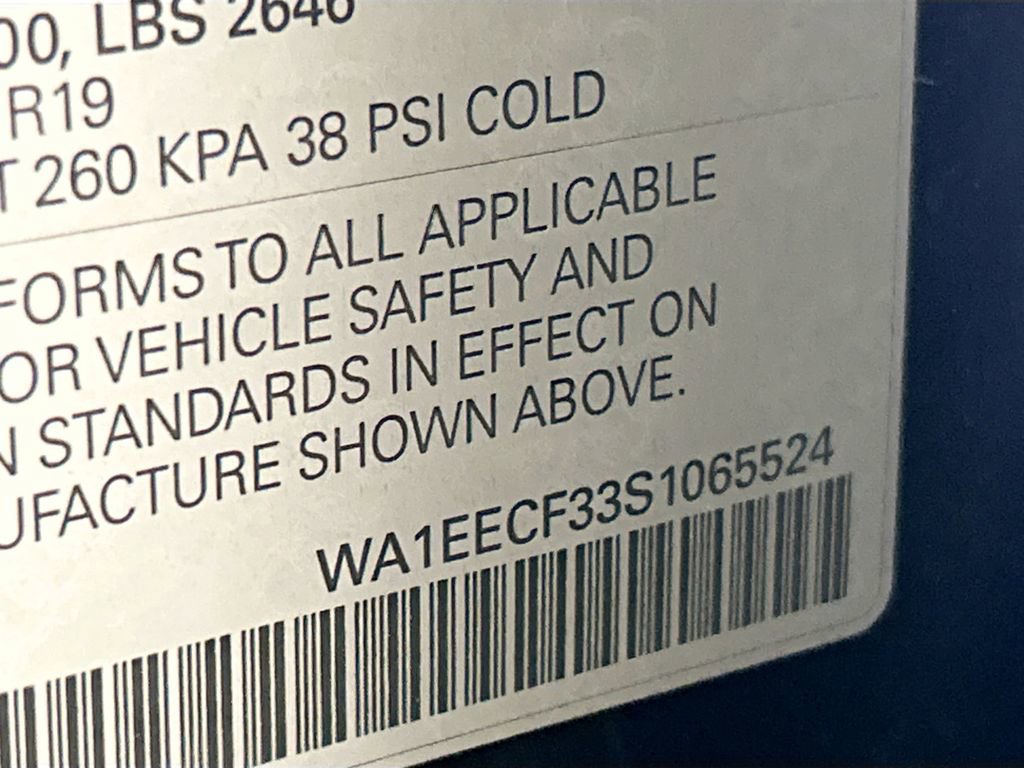 00, LBS 2646
R19
T 260 KPA 38 PSI COLD
FORMS TO ALL APPLICABLE
OR VEHICLE SAFETY AND
N STANDARDS IN EFFECT ON
UFACTURE SHOWN ABOVE.
WA1EECF33S1065524